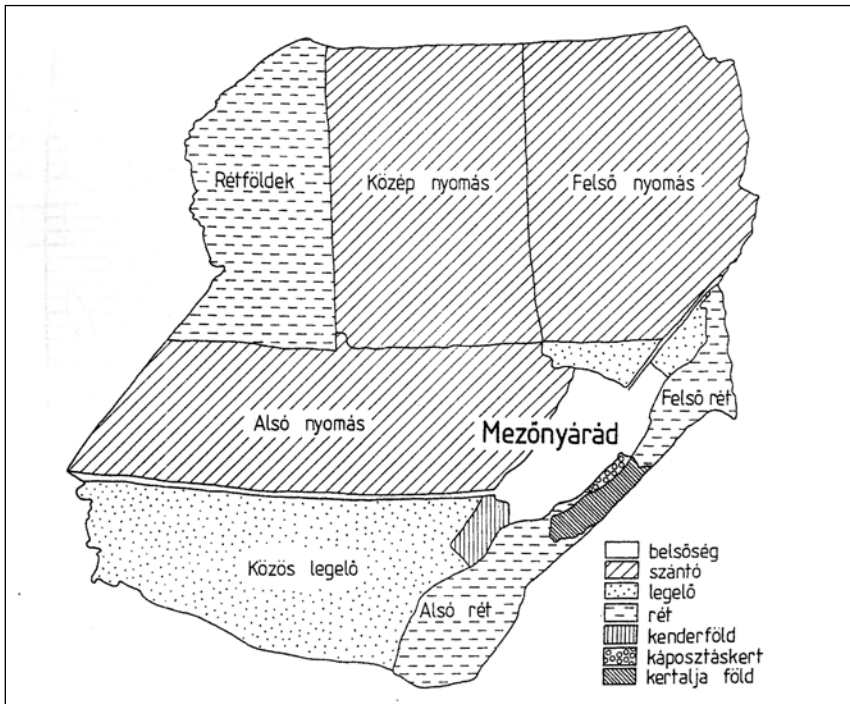 Rétföldek
Közép nyomás
Felső nyomás
Felső rét
Alsó nyomás
Mezőnyárád
Közös legelő
Alsó rét
belsőség
szántó
legelő
rét
kenderföld
káposztáskert
kertalja föld